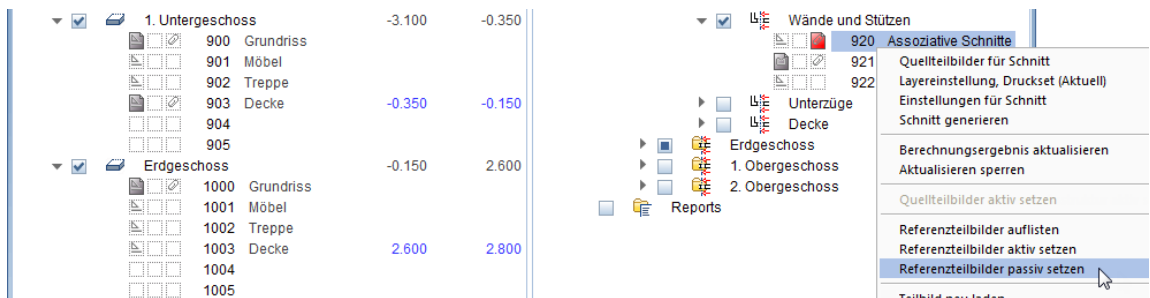 1. Untergeschoss -3.100 -0.350
900 Grundriss
901 Möbel
902 Treppe
903 Decke -0.350 -0.150
904
905
Erdgeschoss -0.150 2.600
1000 Grundriss
1001 Möbel
1002 Treppe
1003 Decke 2.600 2.800
1004
1005
Wände und Stützen
920 Assoziative Schnitte
921
922
Unterzüge
Decke
Erdgeschoss
1. Obergeschoss
2. Obergeschoss
Reports
Quellteilbilder für Schnitt
Layereinstellung, Druckset (Aktuell)
Einstellungen für Schnitt
Schnitt generieren
Berechnungsergebnis aktualisieren
Aktualisieren sperren
Quellteilbilder aktiv setzen
Referenzteilbilder auflisten
Referenzteilbilder aktiv setzen
Referenzteilbilder passiv setzen
Teilbild neu laden